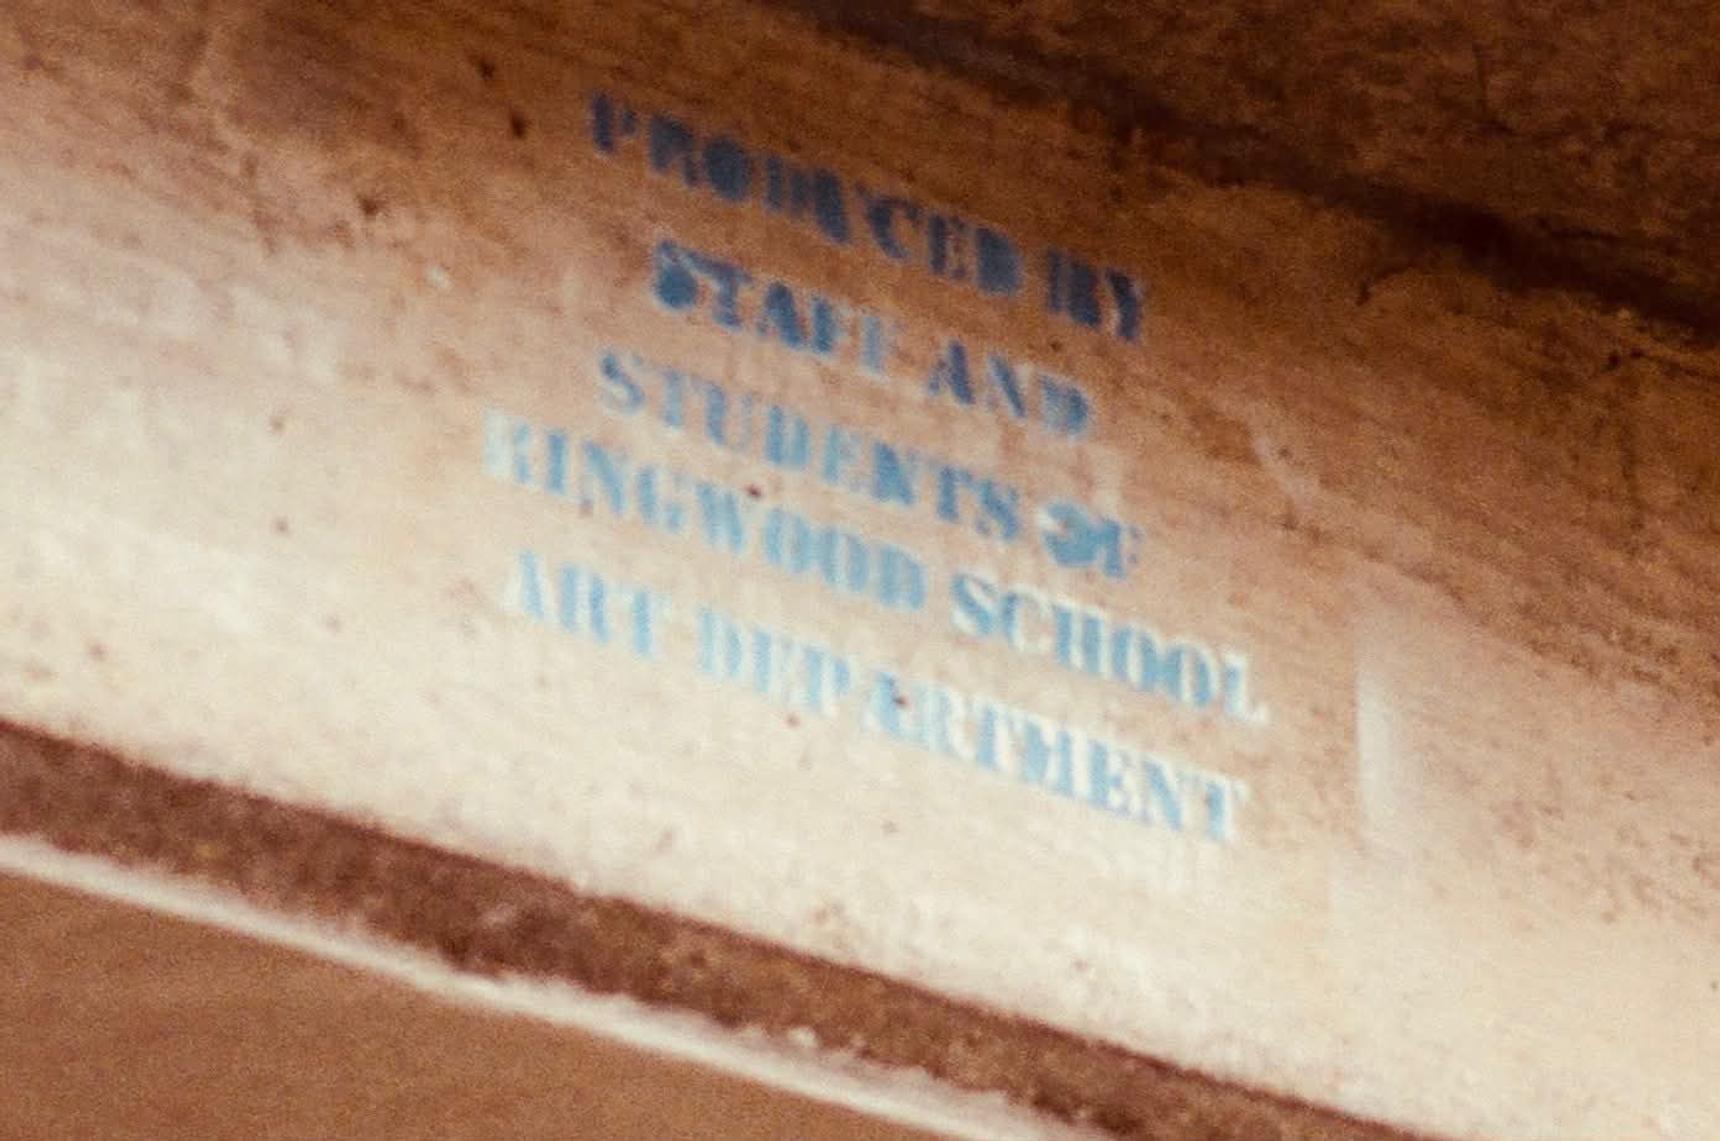 PRODUCED BY
STAFF AND
STUDENTS OF
RINGWOOD SCHOOL
ART DEPARTMENT